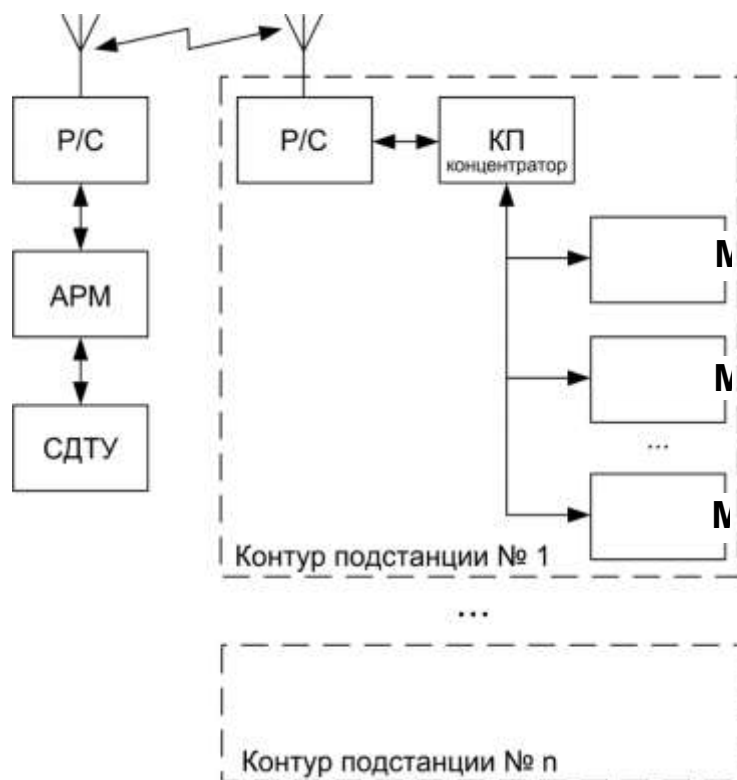 Р/С
Р/С
КП
концентратор
АРМ
СДТУ
...
Контур подстанции № 1
...
Контур подстанции № n